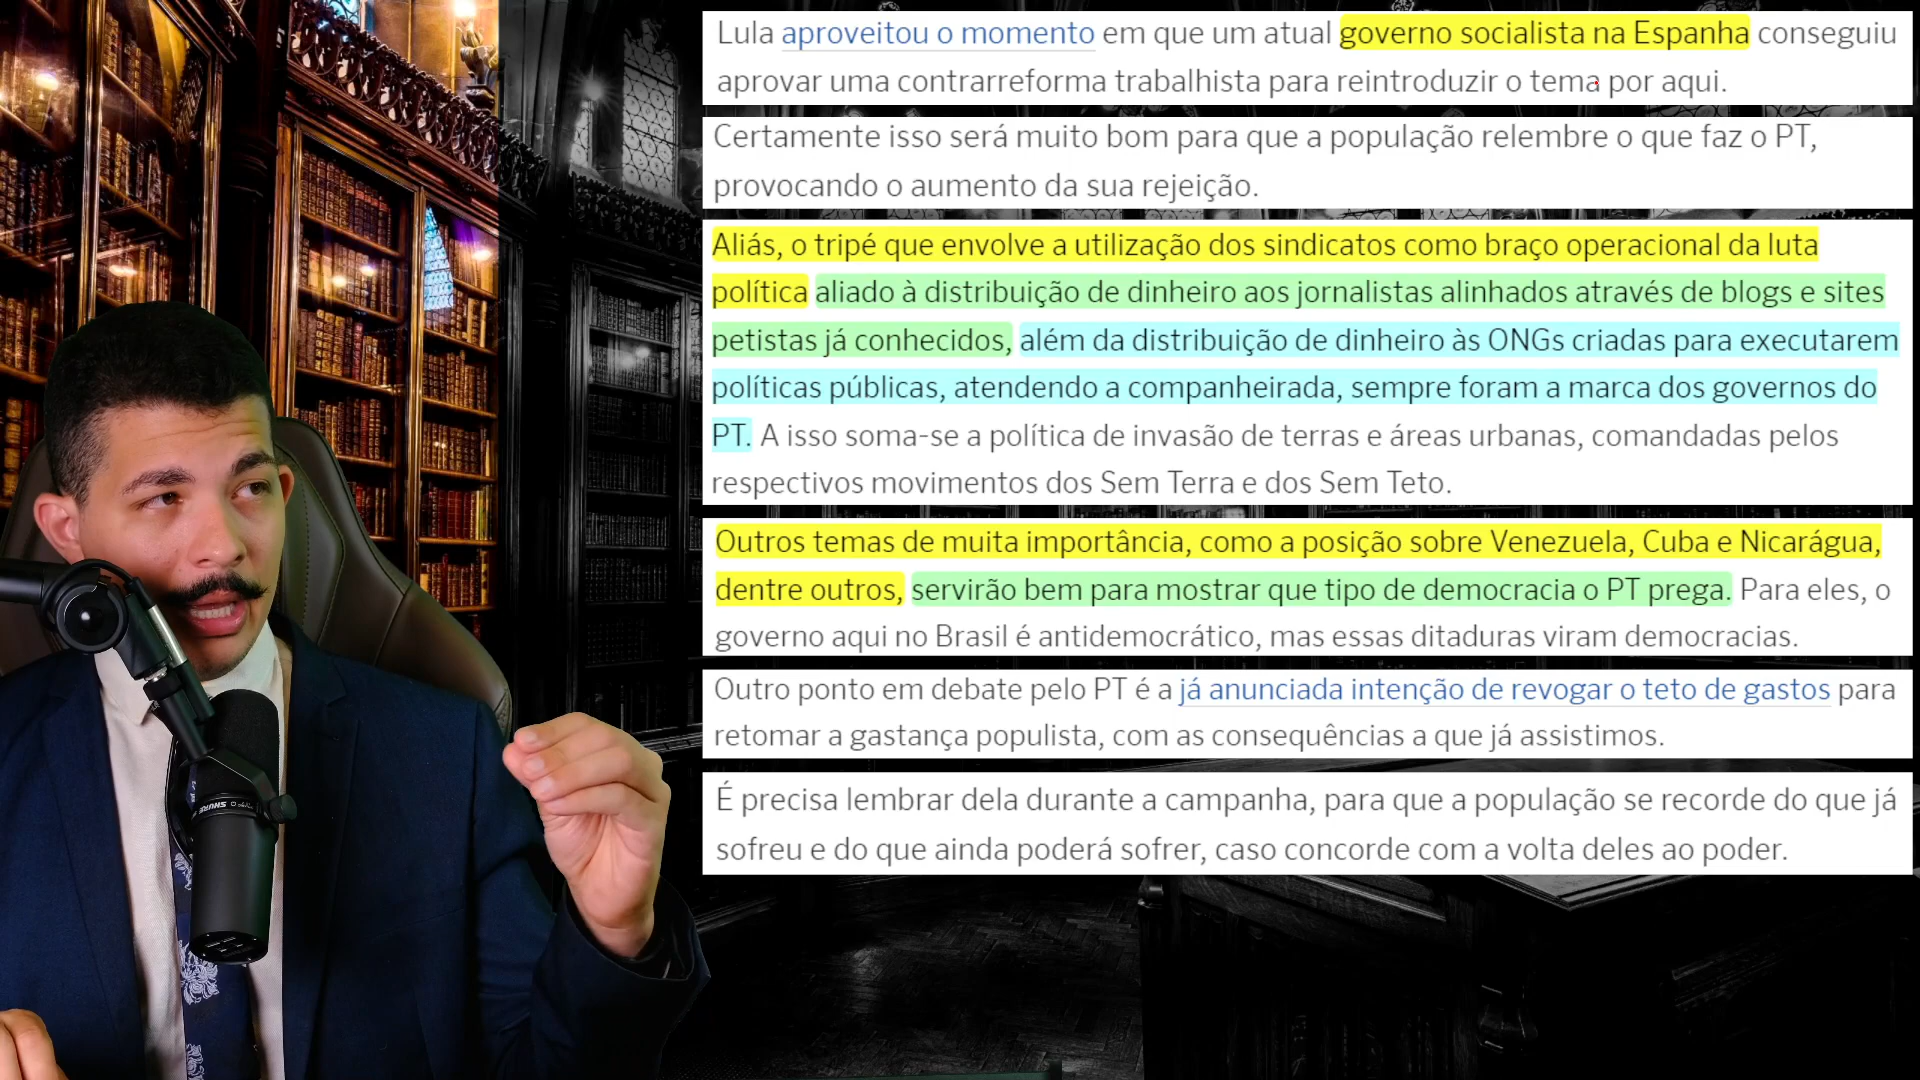 Lula aproveitou o momento em que um atual governo socialista na Espanha conseguiu
aprovar uma contrarreforma trabalhista para reintroduzir o tema por aqui.
Certamente isso será muito bom para que a população relembre o que faz o PT,
provocando o aumento da sua rejeição.
Aliás, o tripé que envolve a utilização dos sindicatos como braço operacional da luta
política aliado à distribuição de dinheiro aos jornalistas alinhados através de blogs e sites
petistas já conhecidos, além da distribuição de dinheiro às ONGs criadas para executarem
políticas públicas, atendendo a companheirada, sempre foram a marca dos governos do
PT. A isso soma-se a política de invasão de terras e áreas urbanas, comandadas pelos
respectivos movimentos dos Sem Terra e dos Sem Teto.
Outros temas de muita importância, como a posição sobre Venezuela, Cuba e Nicarágua,
dentre outros, servirão bem para mostrar que tipo de democracia o PT prega. Para eles, o
governo aqui no Brasil é antidemocrático, mas essas ditaduras viram democracias.
Outro ponto em debate pelo PT é a já anunciada intenção de revogar o teto de gastos para
retomar a gastança populista, com as consequências a que já assistimos.
É precisa lembrar dela durante a campanha, para que a população se recorde do que já
sofreu e do que ainda poderá sofrer, caso concorde com a volta deles ao poder.
SHURE